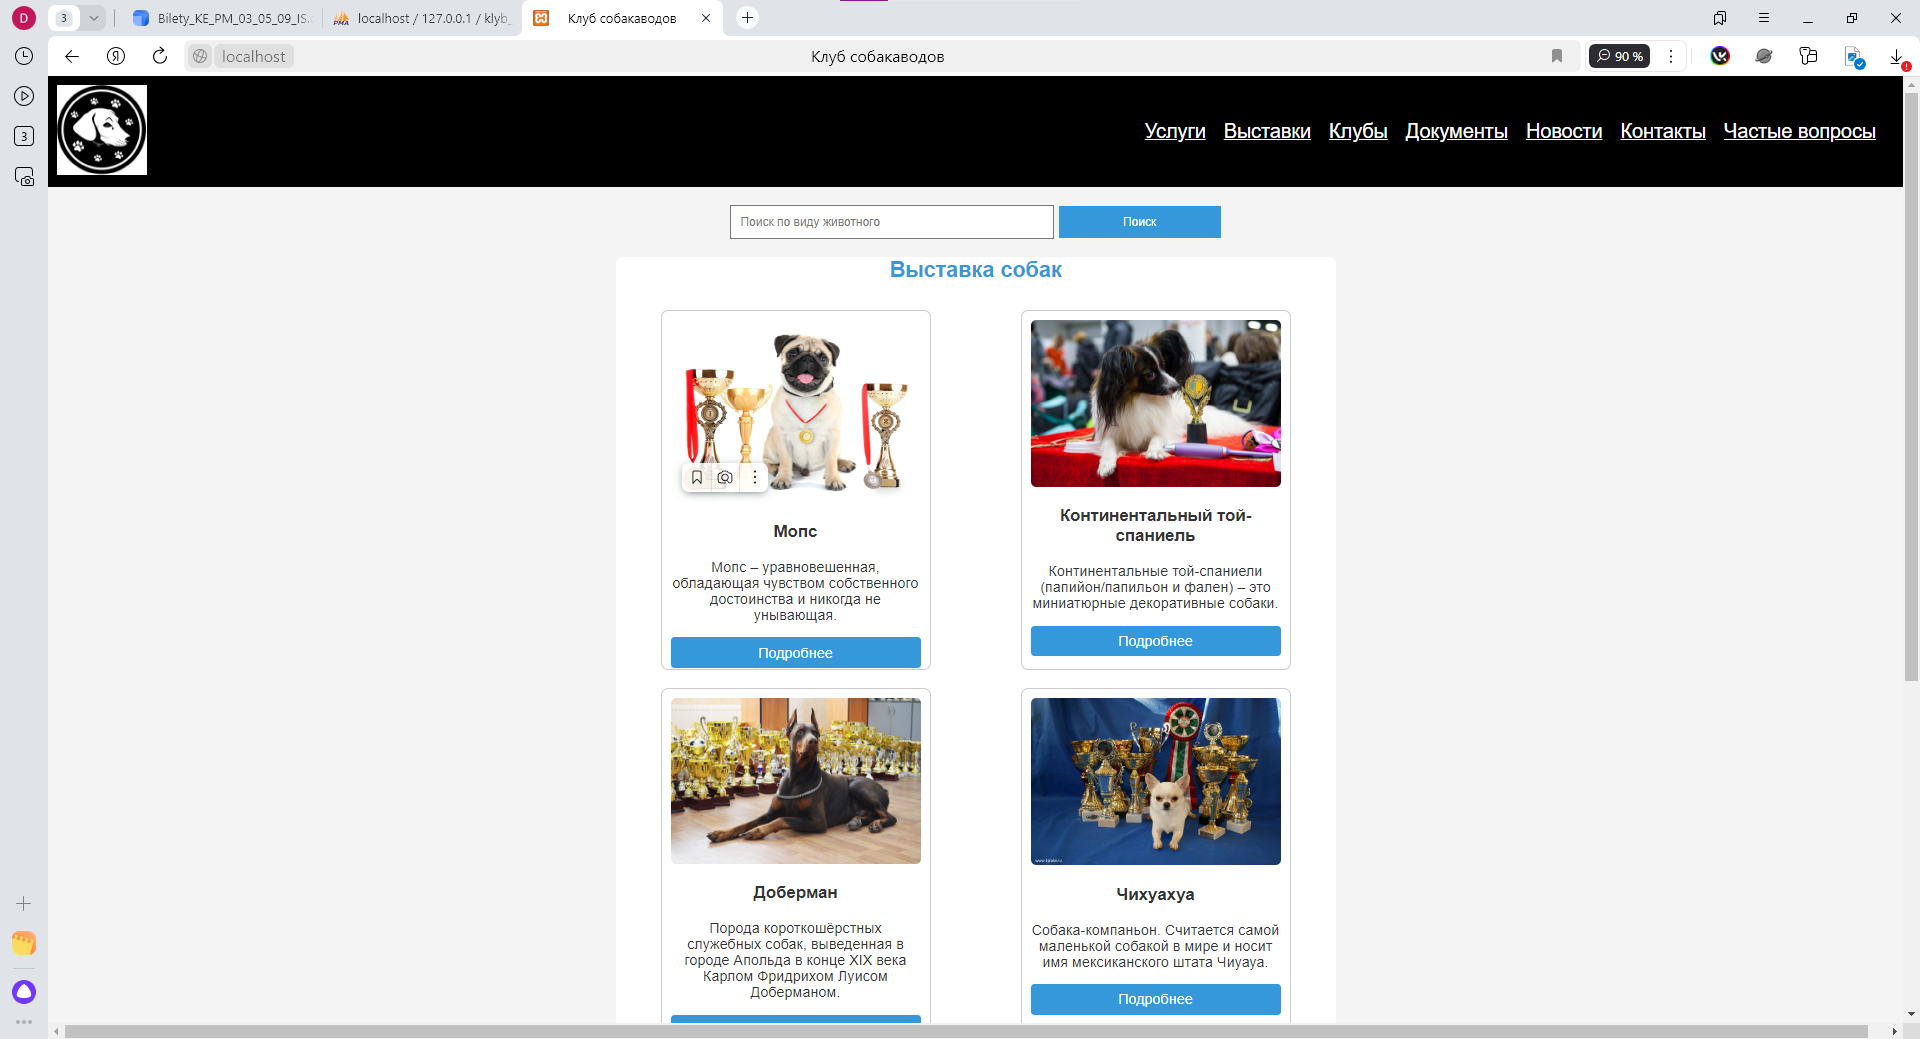 D
3
Bilety_KE_PM_03_05_09_IS.
localhost / 127.0.0.1 / klyb_
Клуб собакаводов
localhost
Клуб собакаводов
90 %
3
Услуги Выставки Клубы Документы Новости Контакты Частые вопросы
Поиск по виду животного
Поиск
Выставка собак
Мопс
Мопс – уравновешенная,
обладающая чувством собственного
достоинства и никогда не
унывающая.
Подробнее
Континентальный той-
спаниель
Континентальные той-спаниели
(папийон/папильон и фален) – это
миниатюрные декоративные собаки.
Подробнее
Доберман
Порода короткошёрстных
служебных собак, выведенная в
городе Апольда в конце XIX века
Карлом Фридрихом Луисом
Доберманом.
Чихуахуа
Собака-компаньон. Считается самой
маленькой собакой в мире и носит
имя мексиканского штата Чиуауа.
Подробнее